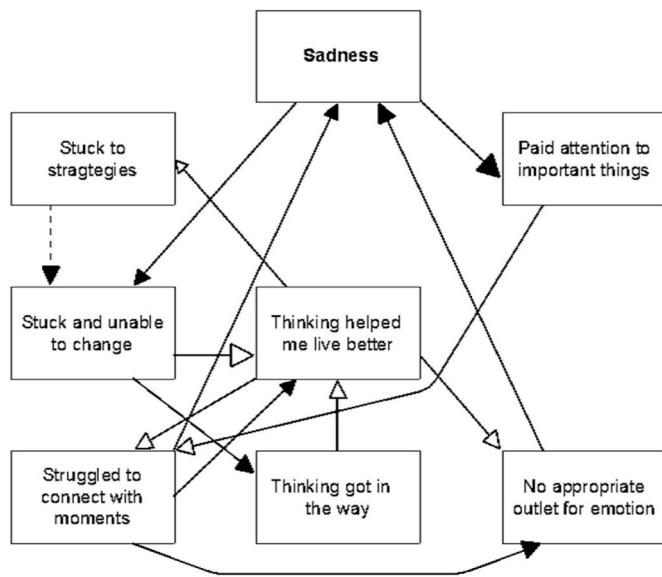 Sadness
Stuck to
stragtegies
Paid attention to
important things
Stuck and unable
to change
Thinking helped
me live better
Struggled to
connect with
moments
Thinking got in
the way
No appropriate
outlet for emotion